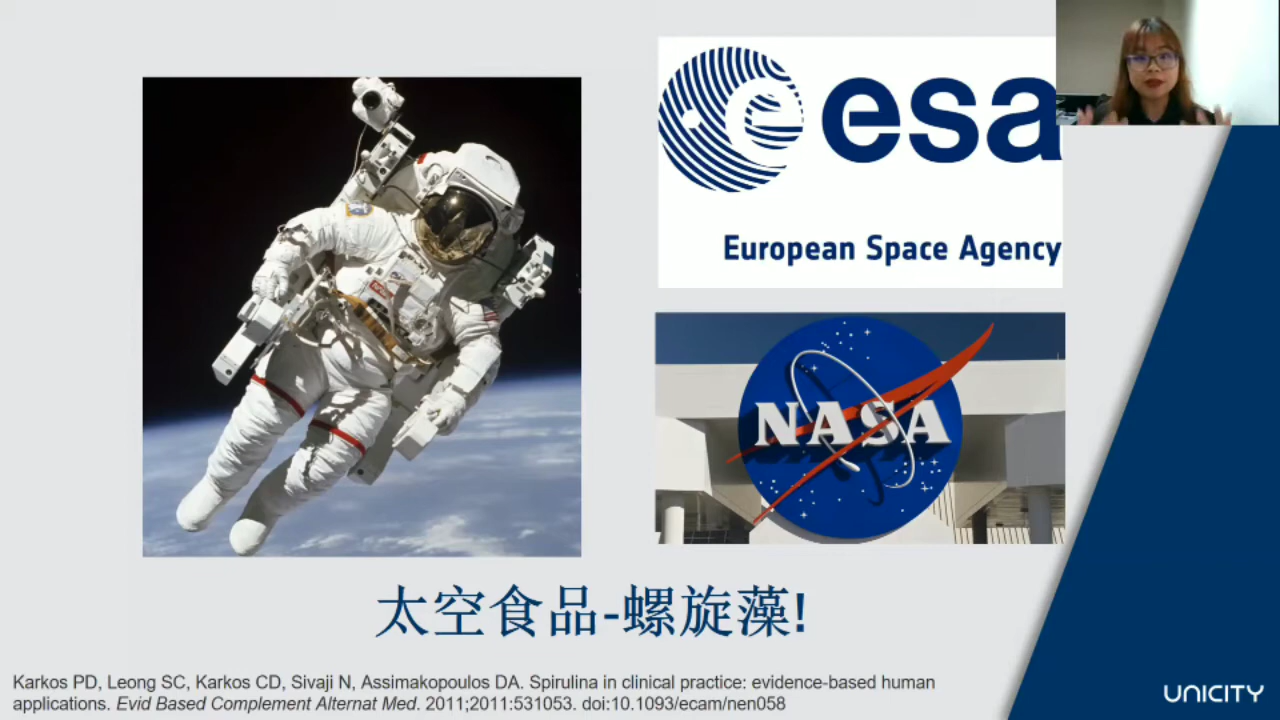 esa
European Space Agency
NASA
太空食品-螺旋藻!
Karkos PD, Leong SC, Karkos CD, Sivaji N, Assimakopoulos DA. Spirulina in clinical practice: evidence-based human
applications. Evid Based Complement Alternat Med. 2011;2011:531053. doi:10.1093/ecam/nen058
UNICITY